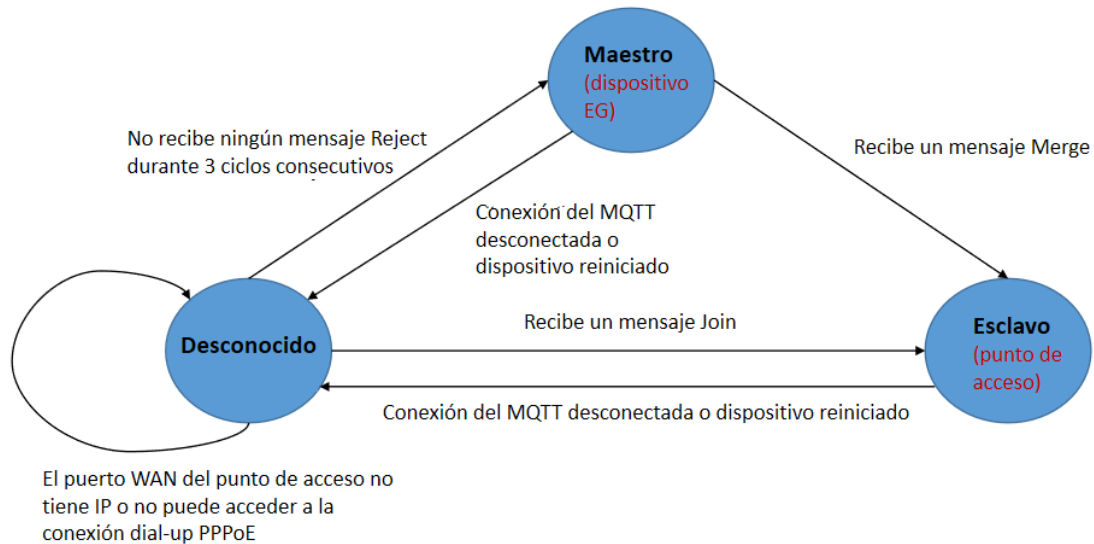 Maestro
(dispositivo
EG)
No recibe ningún mensaje Reject
durante 3 ciclos consecutivos
Recibe un mensaje Merge
Conexión del MQTT
desconectada o
dispositivo reiniciado
Recibe un mensaje Join
Desconocido
Esclavo
(punto de
acceso)
Conexión del MQTT desconectada o dispositivo reiniciado
El puerto WAN del punto de acceso no
tiene IP o no puede acceder a la
conexión dial-up PPPoE